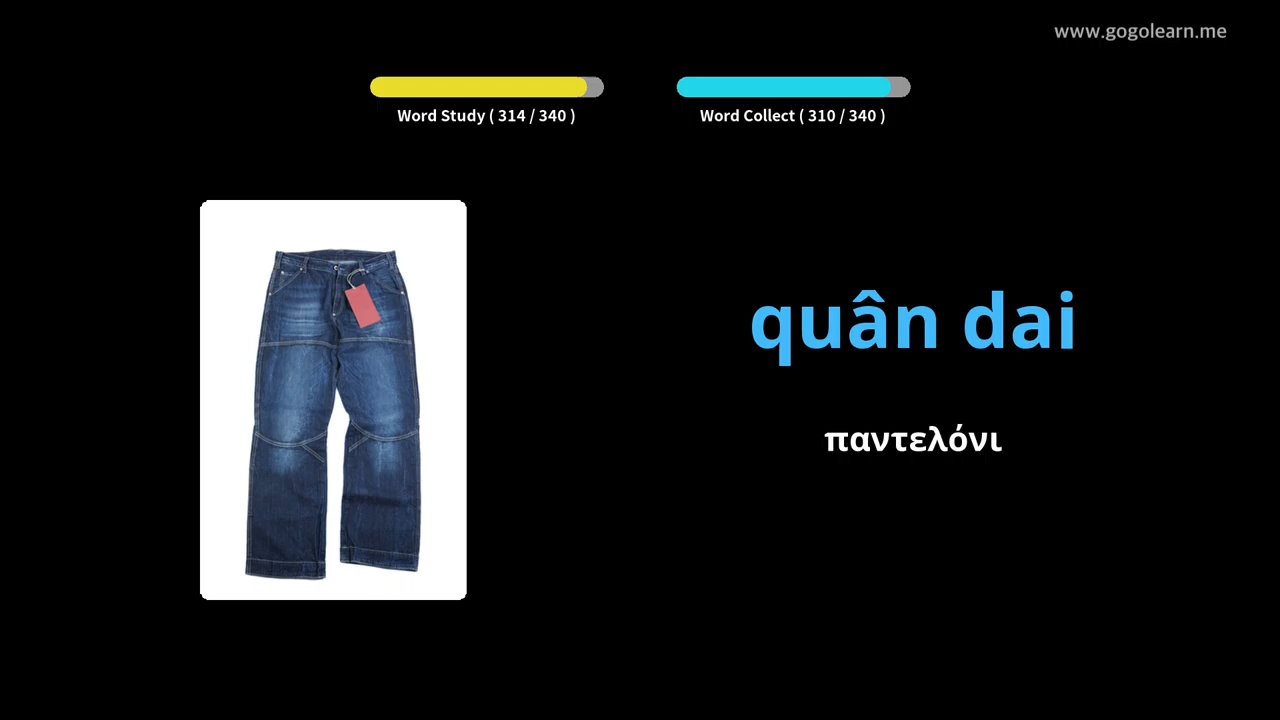 www.gogolearn.me
Word Study ( 314 / 340 )
Word Collect ( 310 / 340 )
quân dai
παντελόνι